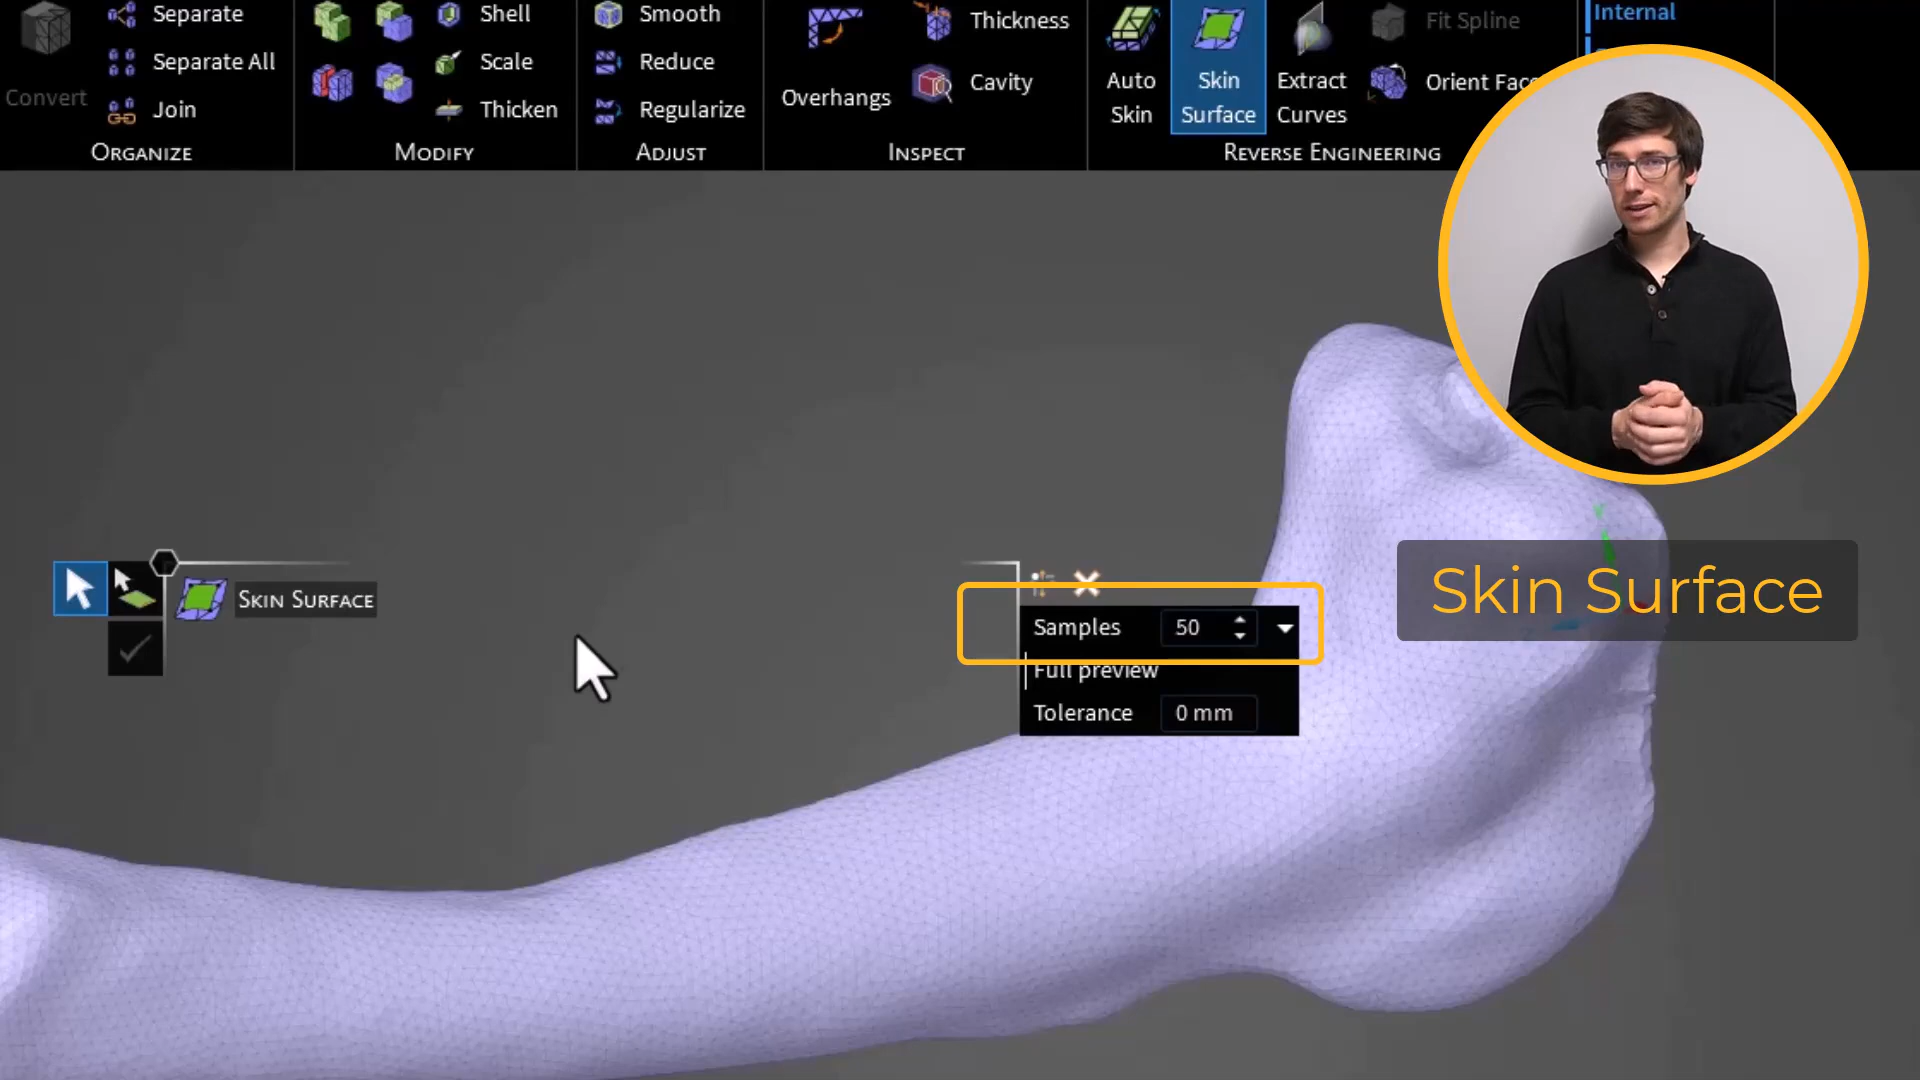 Separate
Shell
Smooth
Thickness
Fit Spline
Internal
Separate All
Scale
Reduce
Convert
Overhangs
Cavity
Auto
Skin
Skin
Surface
Extract
Curves
Orient Face
Join
Thicken
Regularize
ORGANIZE
MODIFY
ADJUST
INSPECT
REVERSE ENGINEERING
SKIN SURFACE
Samples 50
Full preview
Tolerance 0 mm
Skin Surface